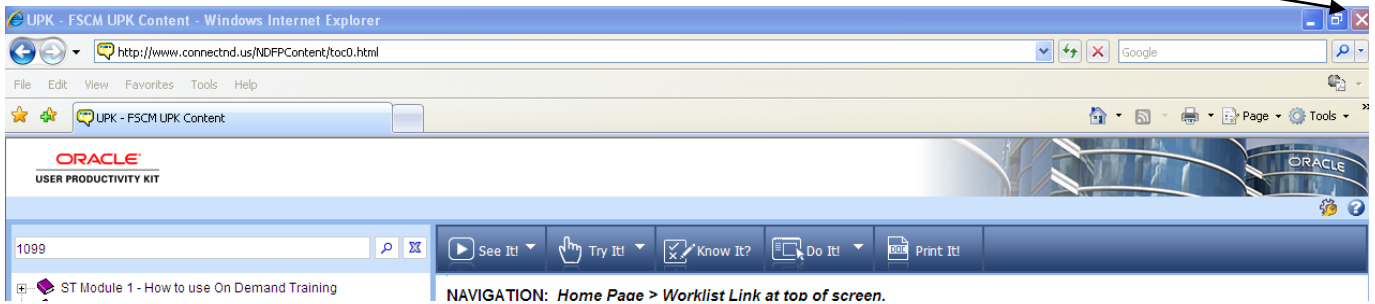 UPK - FSCM UPK Content - Windows Internet Explorer
http://www.connectnd.us/NDFPContent/toc0.html
Google
File Edit View Favorites Tools Help
UPK - FSCM UPK Content
Page Tools
ORACLE
USER PRODUCTIVITY KIT
ORACLE
1099
See It! Try It! Know It? Do It! Print It!
ST Module 1 - How to use On Demand Training
NAVIGATION: Home Page > Worklist Link at top of screen.